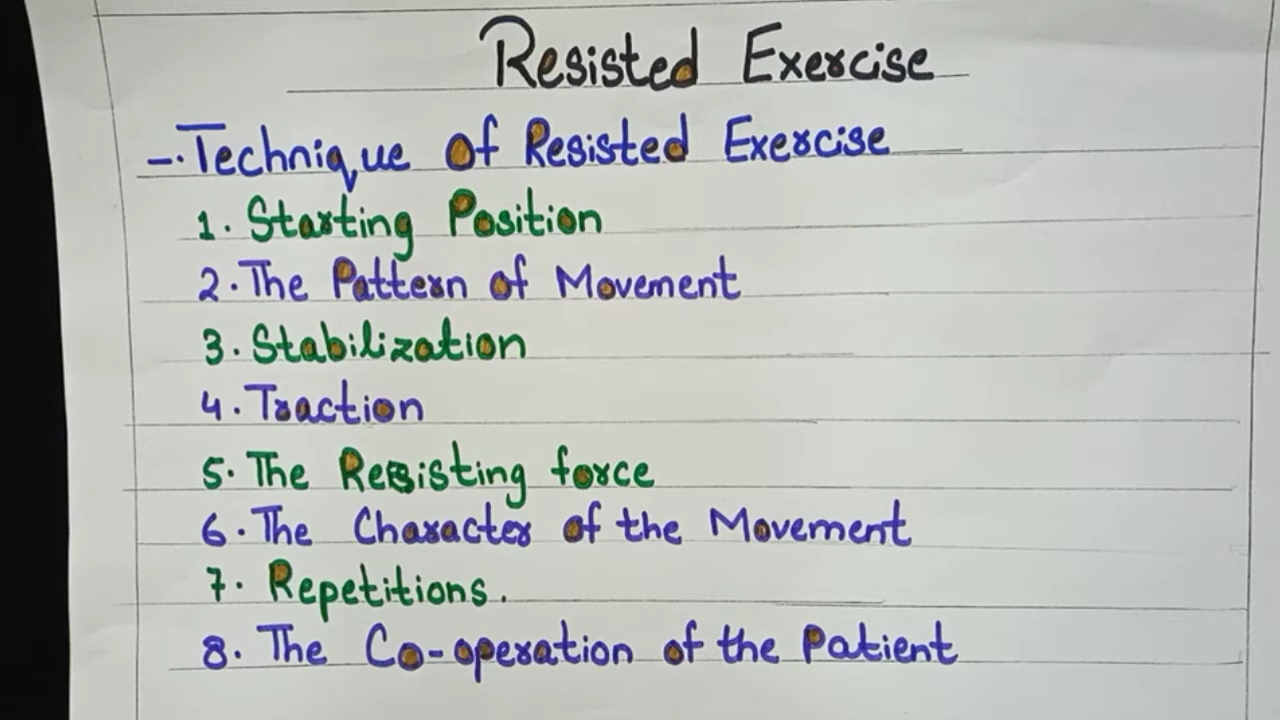 Resisted Exercise
-. Technique of Resisted Exercise
1. Starting Position
2. The Pattern of Movement
3. Stabilization
4. Traction
5. The Resisting force
6. The Character of the Movement
7. Repetitions.
8. The Co-operation of the Patient